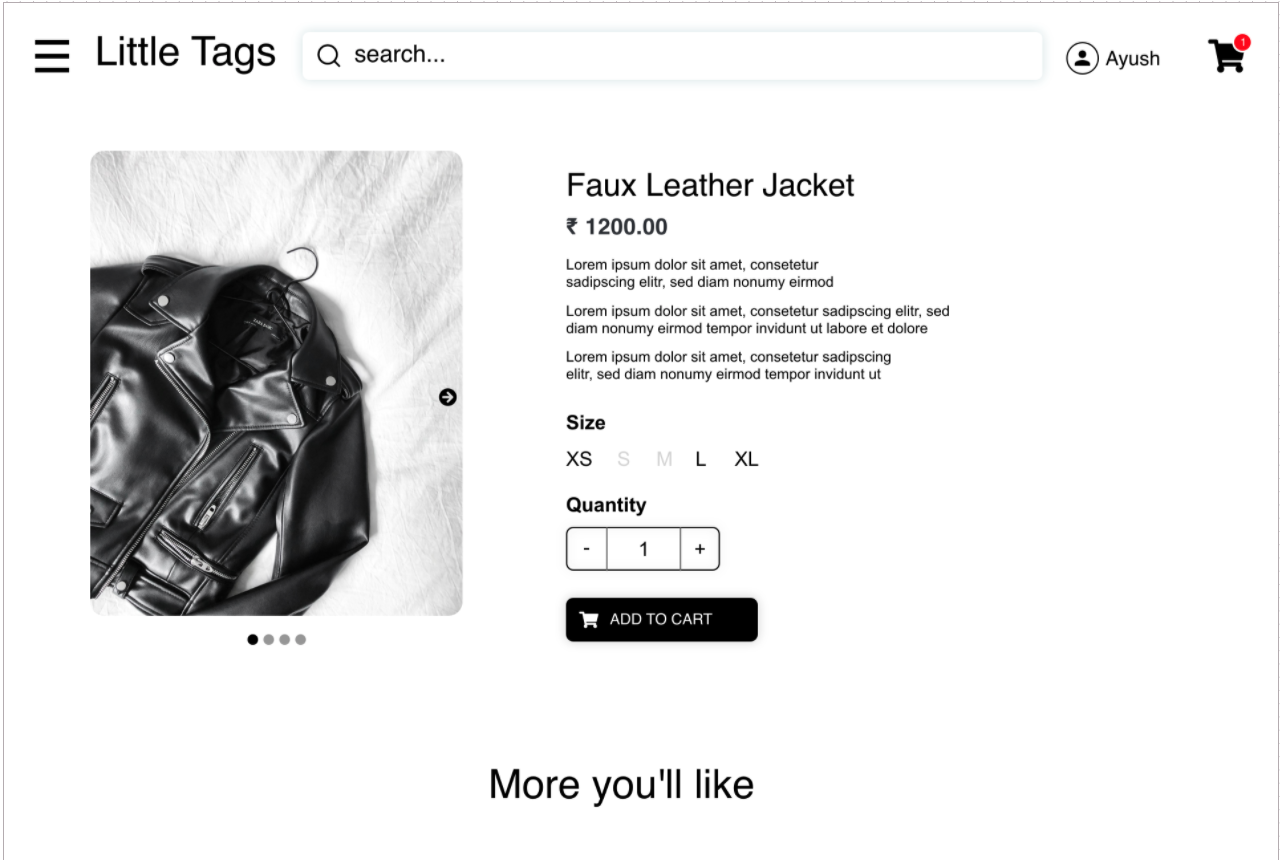 Little Tags
search...
Ayush
1
Faux Leather Jacket
₹ 1200.00
Lorem ipsum dolor sit amet, consetetur
sadipscing elitr, sed diam nonumy eirmod
Lorem ipsum dolor sit amet, consetetur sadipscing elitr, sed
diam nonumy eirmod tempor invidunt ut labore et dolore
Lorem ipsum dolor sit amet, consetetur sadipscing
elitr, sed diam nonumy eirmod tempor invidunt ut
Size
XS S M L XL
Quantity
- 1 +
ADD TO CART
More you'll like